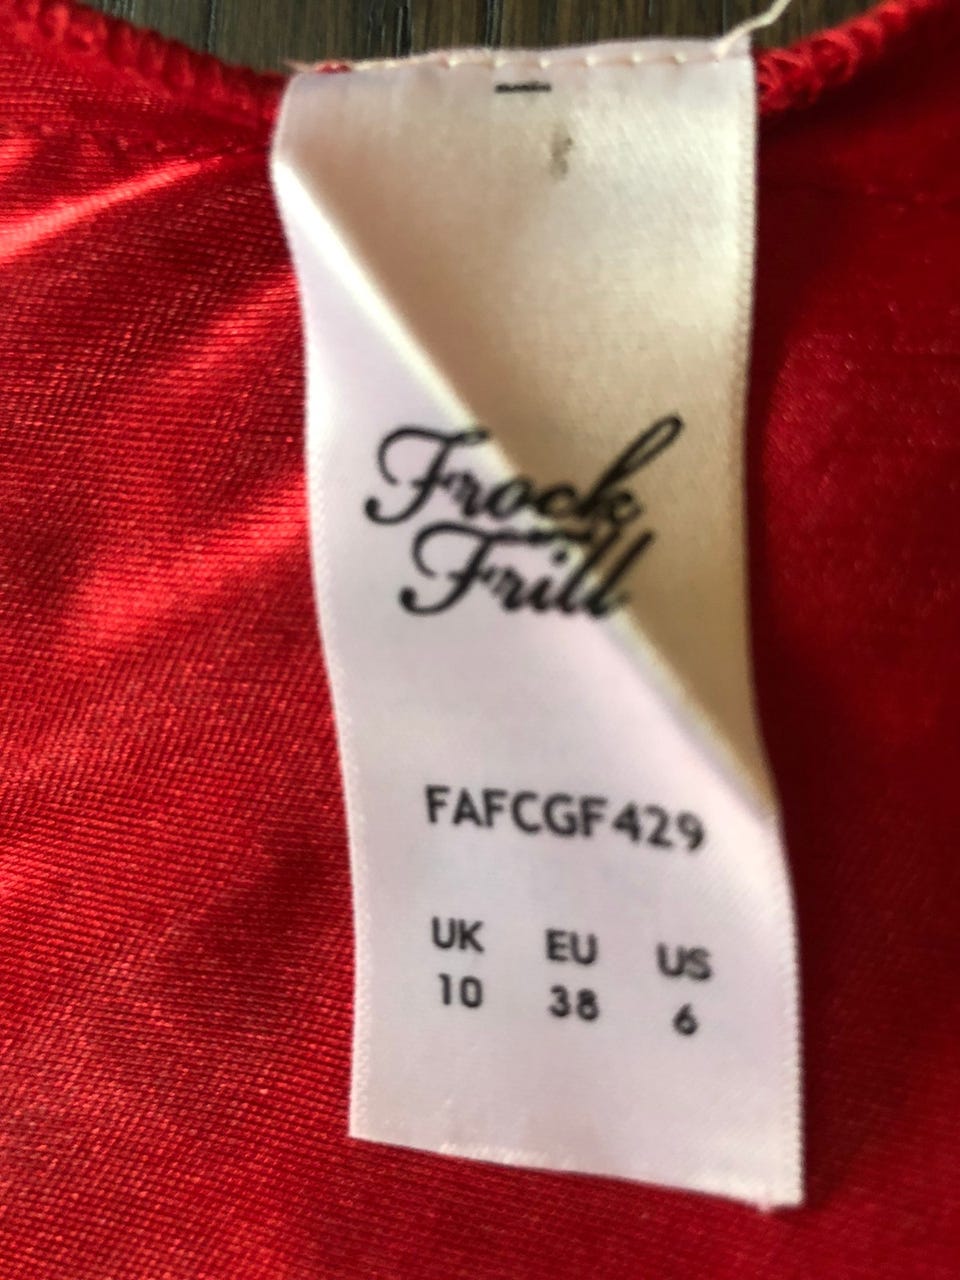 Frock
Frill
FAFCGF429
UK EU US
10 38 6